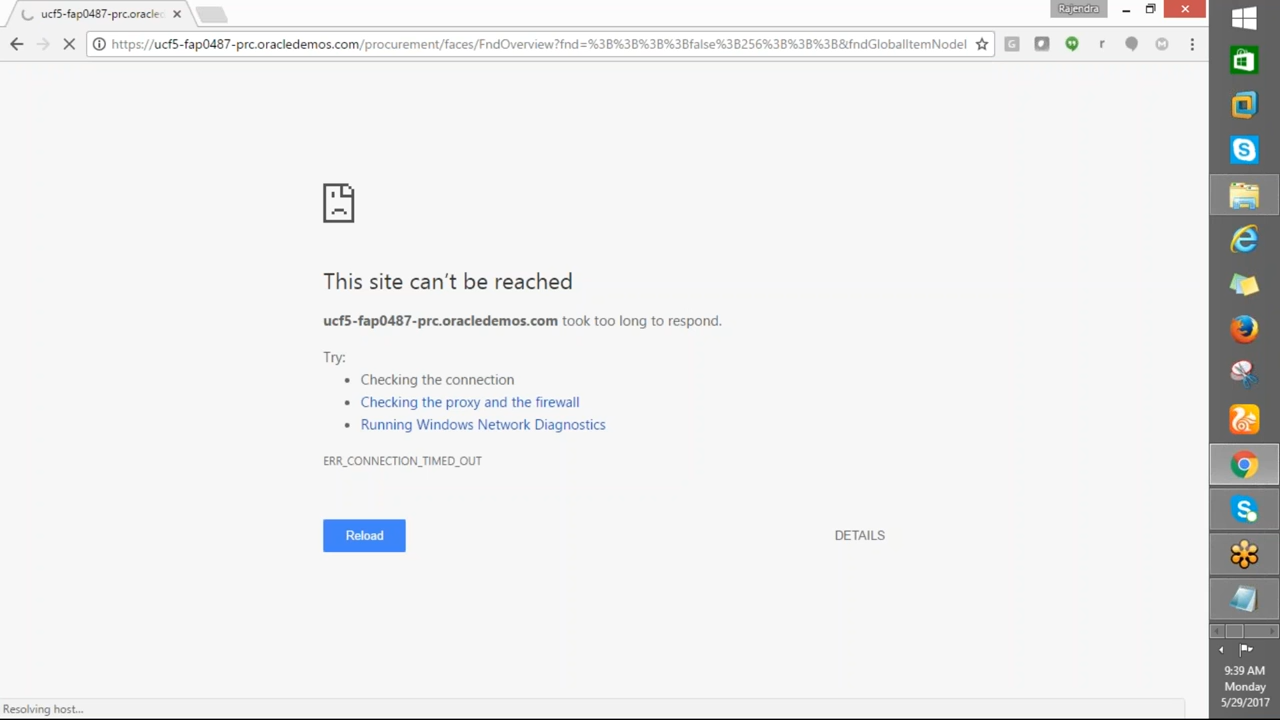 ucf5-fap0487-prc.oracled
Rajendra
https://ucf5-fap0487-prc.oracledemos.com/procurement/faces/FndOverview?fnd=%3B%3B%3B%3Bfalse%3B256%3B%3B%3B&fndGlobalItemNodeI
This site can't be reached
ucf5-fap0487-prc.oracledemos.com took too long to respond.
Try:
• Checking the connection
• Checking the proxy and the firewall
• Running Windows Network Diagnostics
ERR_CONNECTION_TIMED_OUT
Reload
DETAILS
Resolving host...
9:39 AM
Monday
5/29/2017